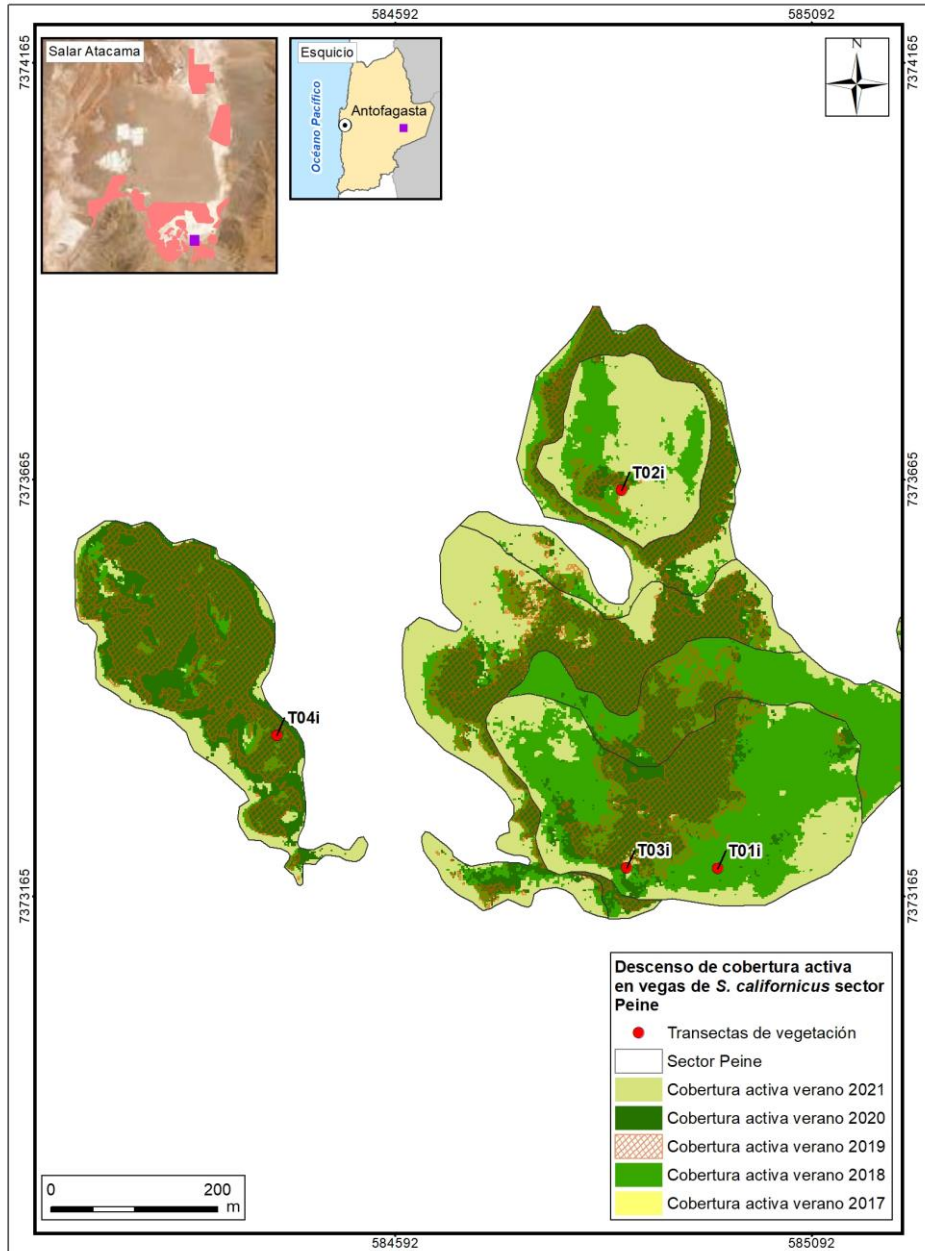 584592
585092
7374165
7374165
Salar Atacama
Esquicio
Océano Pacífico
Antofagasta
N
7373665
7373665
T02i
T04i
T03i
T01i
7373165
7373165
Descenso de cobertura activa
en vegas de S. californicus sector
Peine
Transectas de vegetación
Sector Peine
Cobertura activa verano 2021
Cobertura activa verano 2020
Cobertura activa verano 2019
Cobertura activa verano 2018
Cobertura activa verano 2017
0 200
m
584592
585092